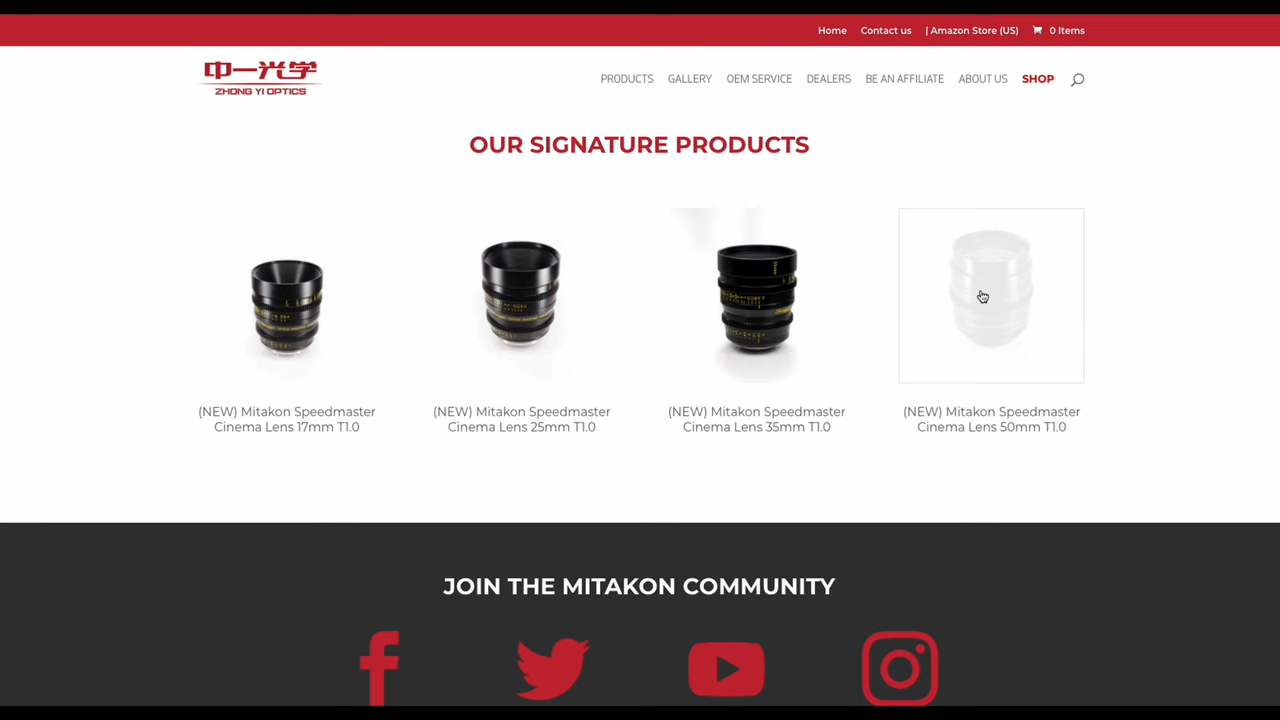 Home Contact us | Amazon Store (US) 0 Items
中一光学
ZHONG YI OPTICS
PRODUCTS GALLERY OEM SERVICE DEALERS BE AN AFFILIATE ABOUT US SHOP
OUR SIGNATURE PRODUCTS
(NEW) Mitakon Speedmaster
Cinema Lens 17mm T1.0
(NEW) Mitakon Speedmaster
Cinema Lens 25mm T1.0
(NEW) Mitakon Speedmaster
Cinema Lens 35mm T1.0
(NEW) Mitakon Speedmaster
Cinema Lens 50mm T1.0
JOIN THE MITAKON COMMUNITY